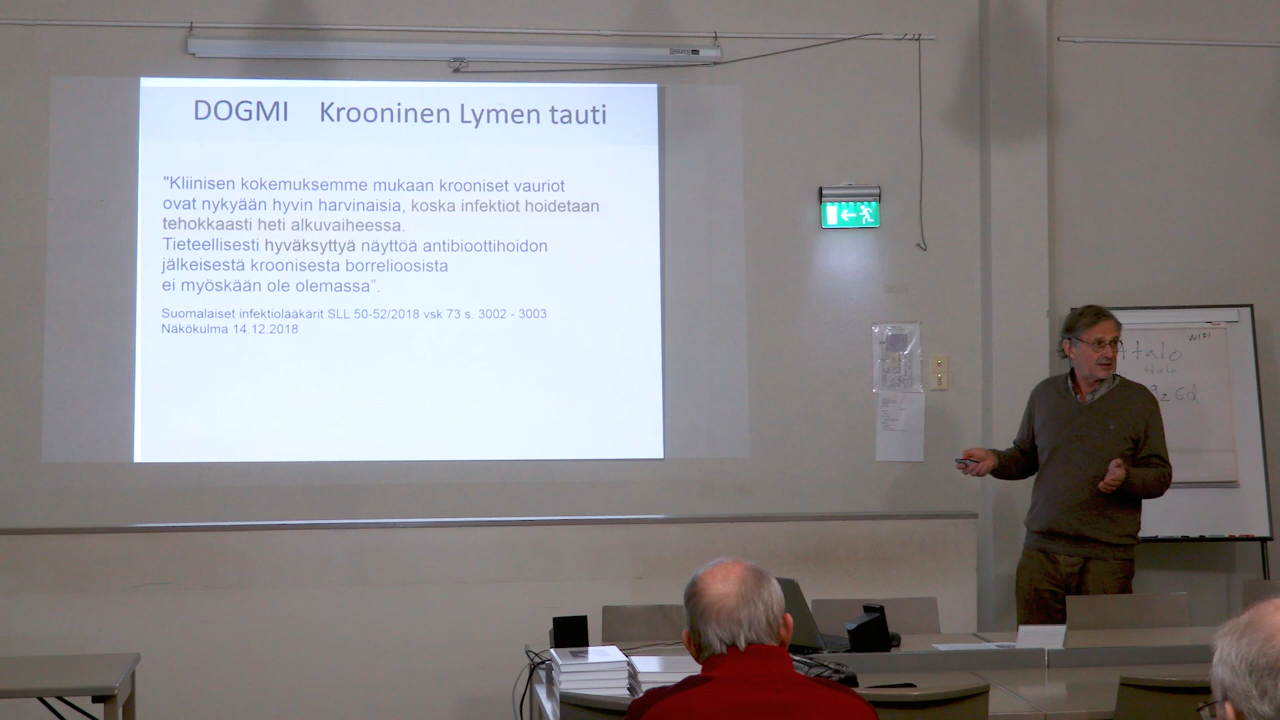 DOGMI Krooninen Lymen tauti
"Kliinisen kokemuksemme mukaan krooniset vauriot
ovat nykyään hyvin harvinaisia, koska infektiot hoidetaan
tehokkaasti heti alkuvaiheessa.
Tieteellisesti hyväksyttyä näyttöä antibioottihoidon
jälkeisestä kroonisesta borrelioosista
ei myöskään ole olemassa".
Suomalaiset infektiolääkärit SLL 50-52/2018 vsk 73 s. 3002 - 3003
Näkökulma 14.12.2018
WIFI